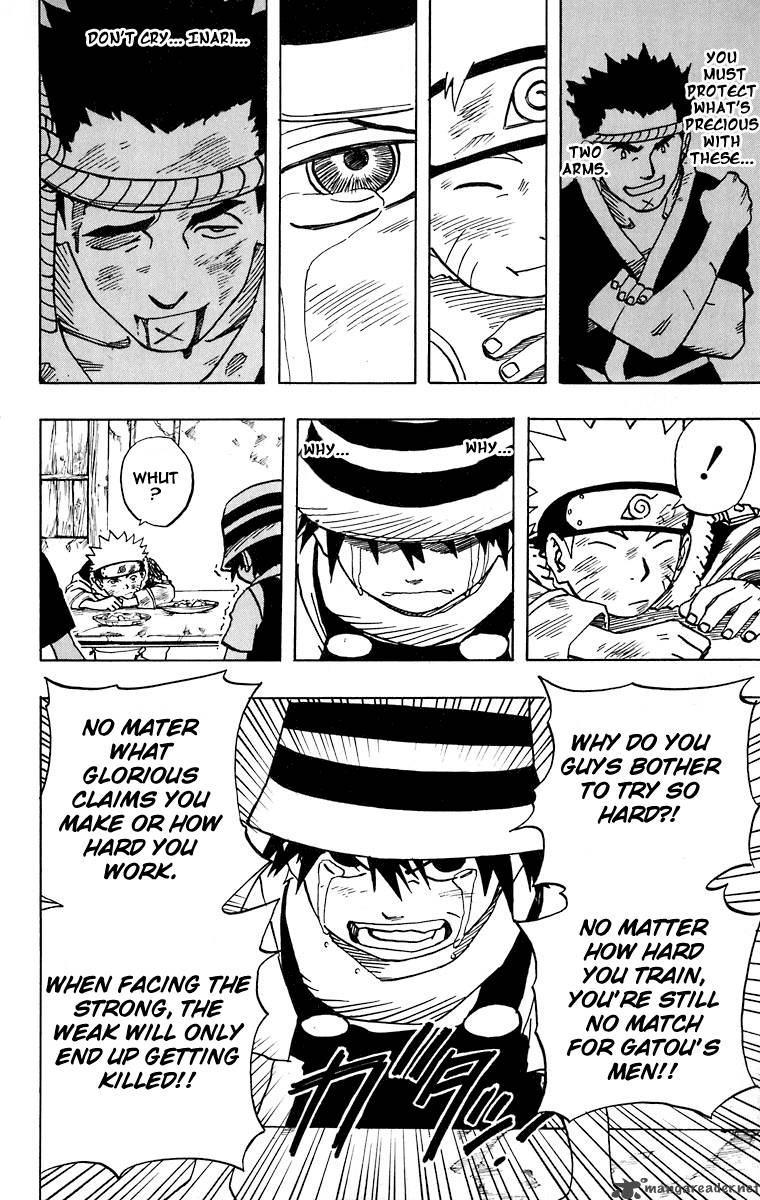 YOU
MUST
PROTECT
WHAT'S
PRECIOUS
WITH
THESE...
TWO
ARMS.
DON'T CRY... INARI...
!
WHY...
WHY...
WHUT
?
WHY DO YOU
GUYS BOTHER
TO TRY SO
HARD?!
NO MATTER
HOW HARD
YOU TRAIN,
YOU'RE STILL
NO MATCH
FOR GATOU'S
MEN!!
NO MATER
WHAT
GLORIOUS
CLAIMS YOU
MAKE OR HOW
HARD YOU
WORK.
WHEN FACING THE
STRONG, THE
WEAK WILL ONLY
END UP GETTING
KILLED!!
ガタッ!
mangareader.net